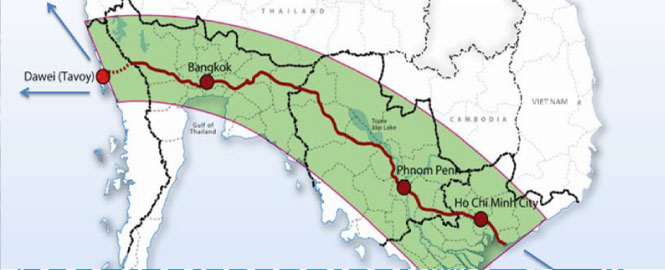 THAILAND
Dawei (Tavoy)
Bangkok
VIET NAM
Gulf of
Thailand
Tonle
Sap Lake
CAMBODIA
Phnom Penh
Ho Chi Minh City